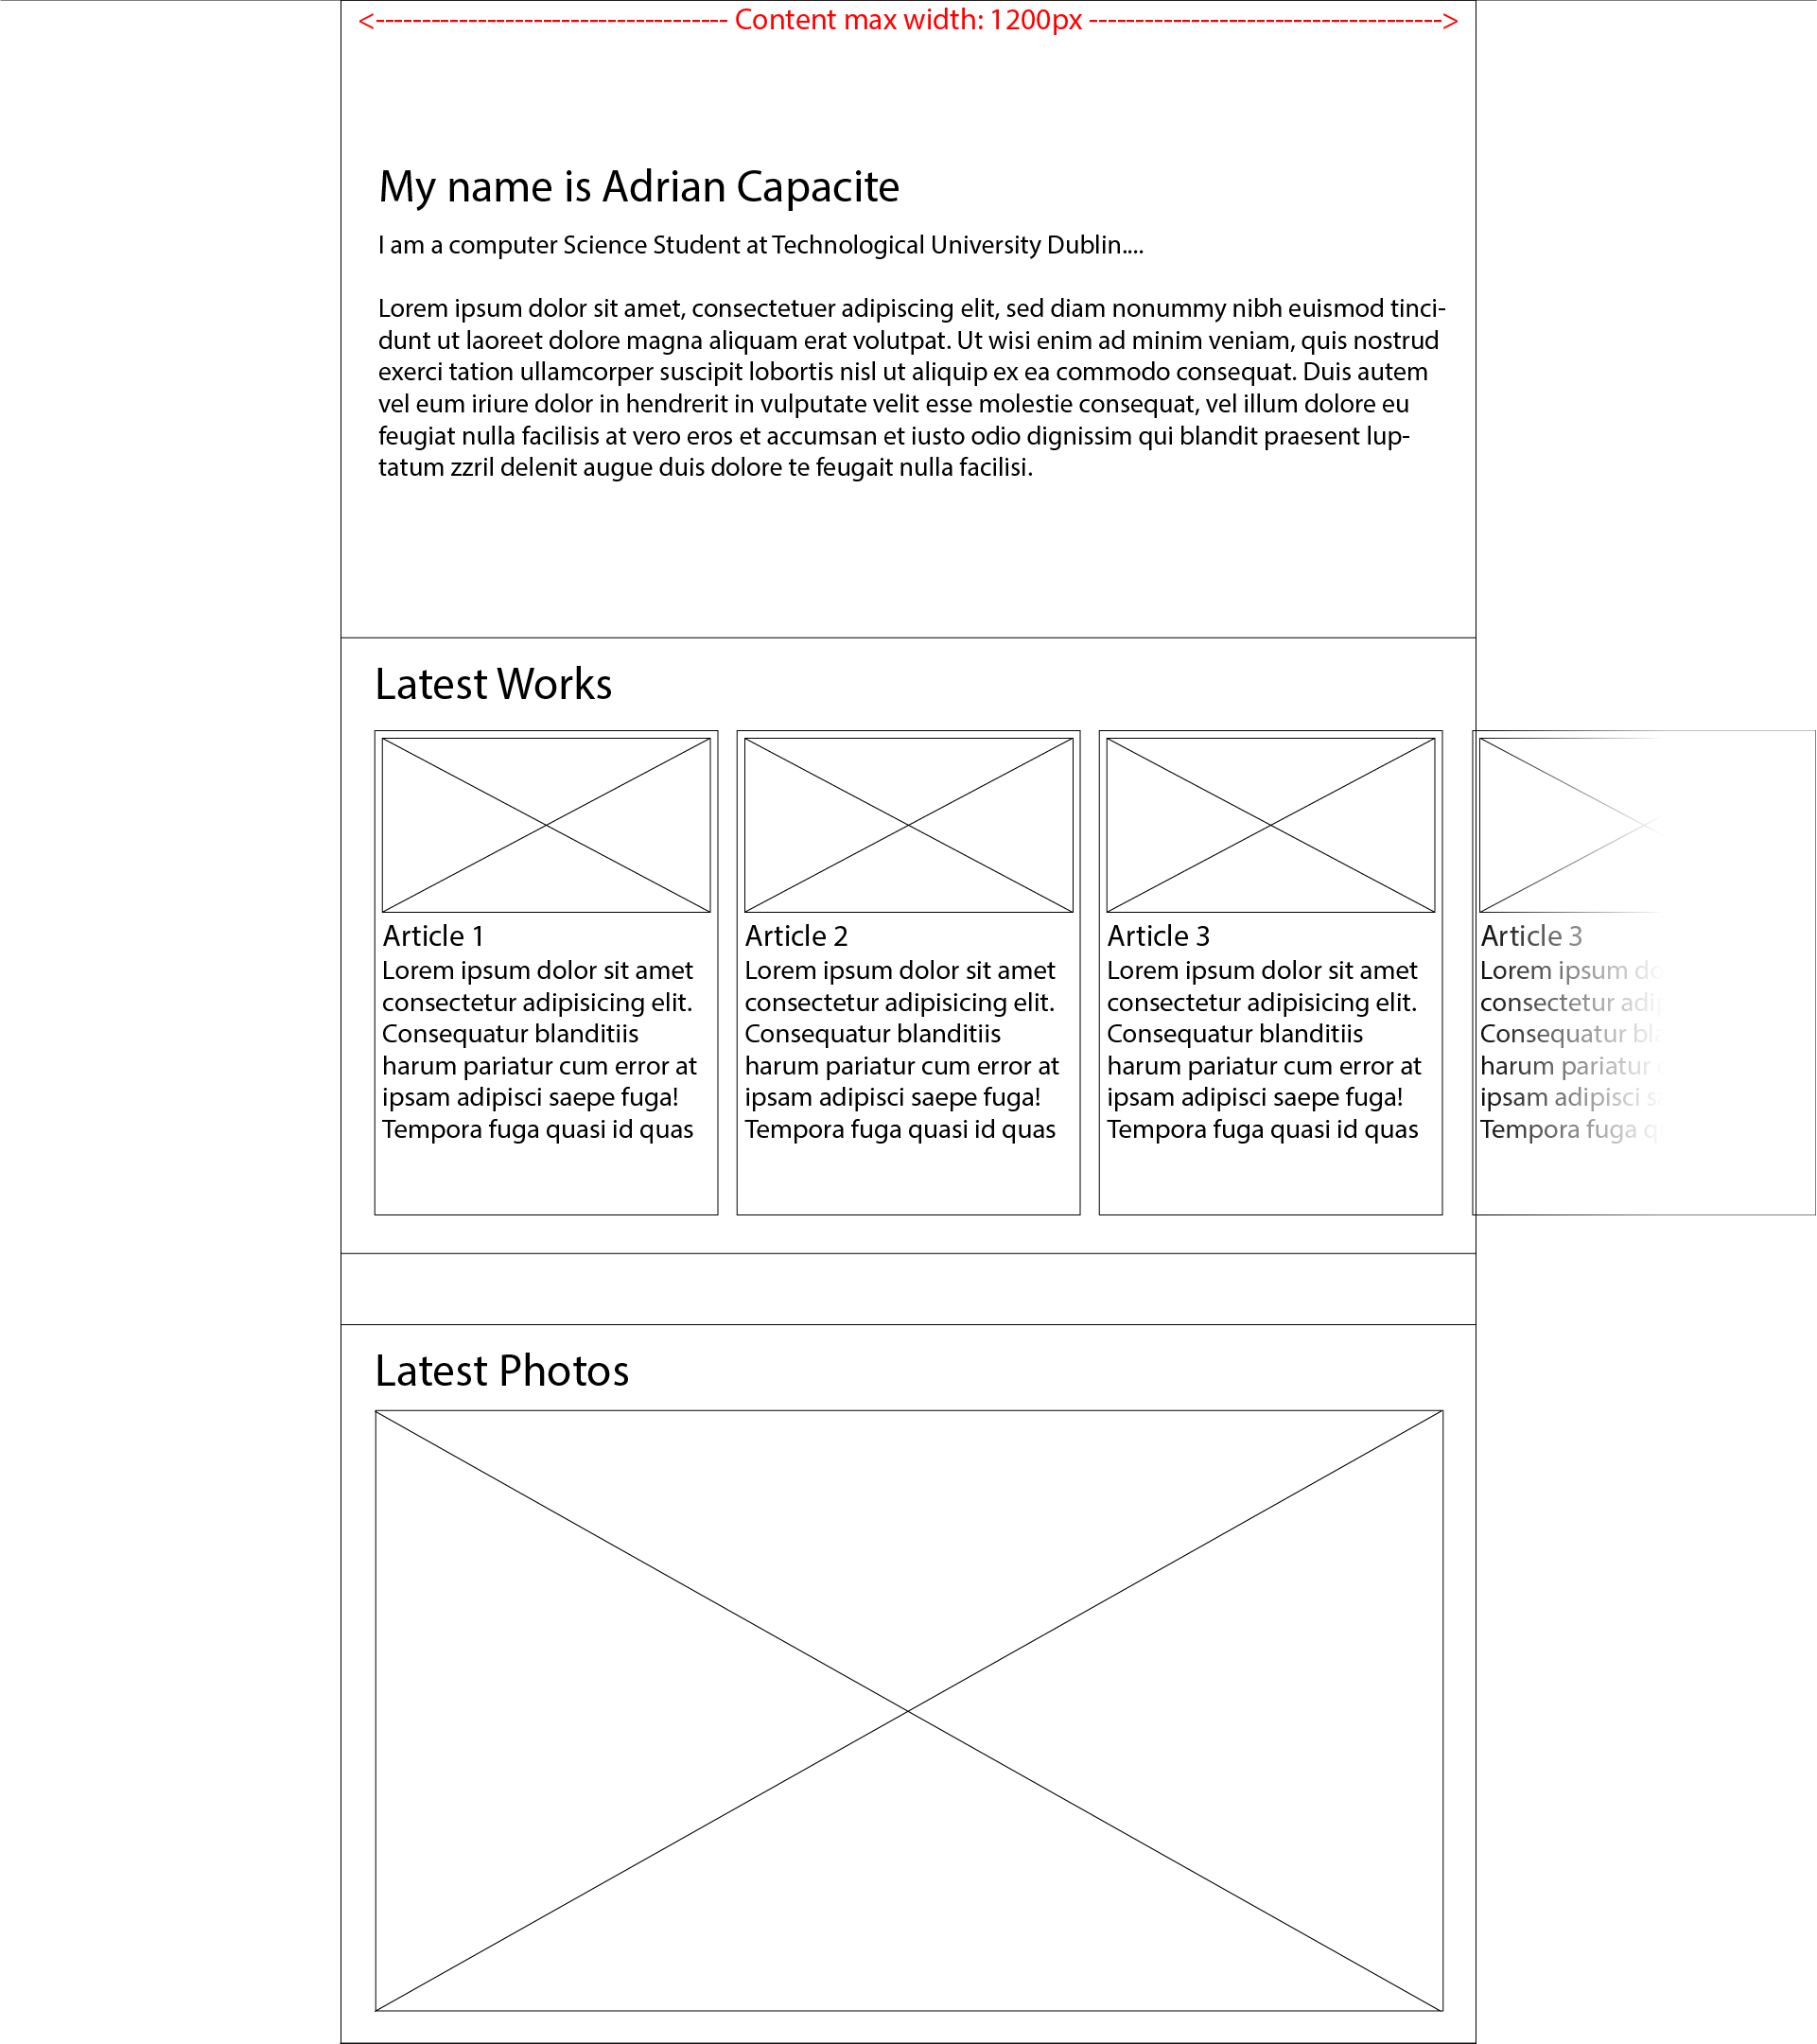 <-------------------------------------- Content max width: 1200px -------------------------------------->
My name is Adrian Capacite
I am a computer Science Student at Technological University Dublin....
Lorem ipsum dolor sit amet, consectetuer adipiscing elit, sed diam nonummy nibh euismod tinci-
dunt ut laoreet dolore magna aliquam erat volutpat. Ut wisi enim ad minim veniam, quis nostrud
exerci tation ullamcorper suscipit lobortis nisl ut aliquip ex ea commodo consequat. Duis autem
vel eum iriure dolor in hendrerit in vulputate velit esse molestie consequat, vel illum dolore eu
feugiat nulla facilisis at vero eros et accumsan et iusto odio dignissim qui blandit praesent lup-
tatum zzril delenit augue duis dolore te feugait nulla facilisi.
Latest Works
Article 1
Lorem ipsum dolor sit amet
consectetur adipisicing elit.
Consequatur blanditiis
harum pariatur cum error at
ipsam adipisci saepe fuga!
Tempora fuga quasi id quas
Article 2
Lorem ipsum dolor sit amet
consectetur adipisicing elit.
Consequatur blanditiis
harum pariatur cum error at
ipsam adipisci saepe fuga!
Tempora fuga quasi id quas
Article 3
Lorem ipsum dolor sit amet
consectetur adipisicing elit.
Consequatur blanditiis
harum pariatur cum error at
ipsam adipisci saepe fuga!
Tempora fuga quasi id quas
Article 3
Lorem ipsum
consectetur
Consequatur
harum pariatur
ipsam adipisci
Tempora fuga
Latest Photos